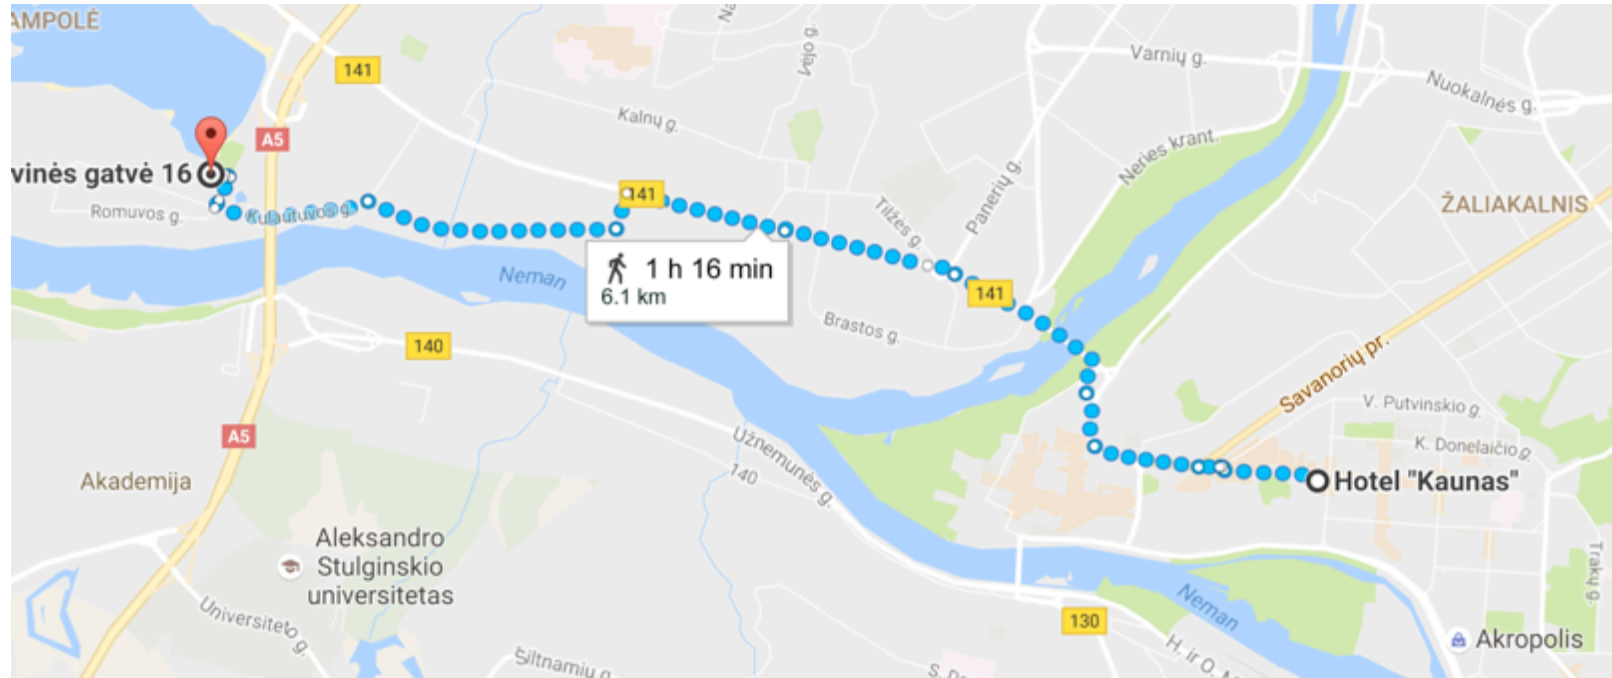 AMPOLĖ
141
Kalnų g.
Vėjo g.
Varnių g.
Nuokalnės g.
Neries krant.
A5
vinės gatvė 16
Romuvos g.
Kulautuvos g.
141
Tilžės g.
Panerių g.
ŽALIAKALNIS
1 h 16 min
6.1 km
Neman
141
Brastos g.
140
Savanorių pr.
V. Putvinskio g.
K. Donelaičio g
A5
Akademija
Užnemunės g.
140
Hotel "Kaunas"
Aleksandro
Stulginskio
universitetas
Universiteto g.
Neman
130
H. ir O. M
Trakų g.
Akropolis
Šiltnamių g.